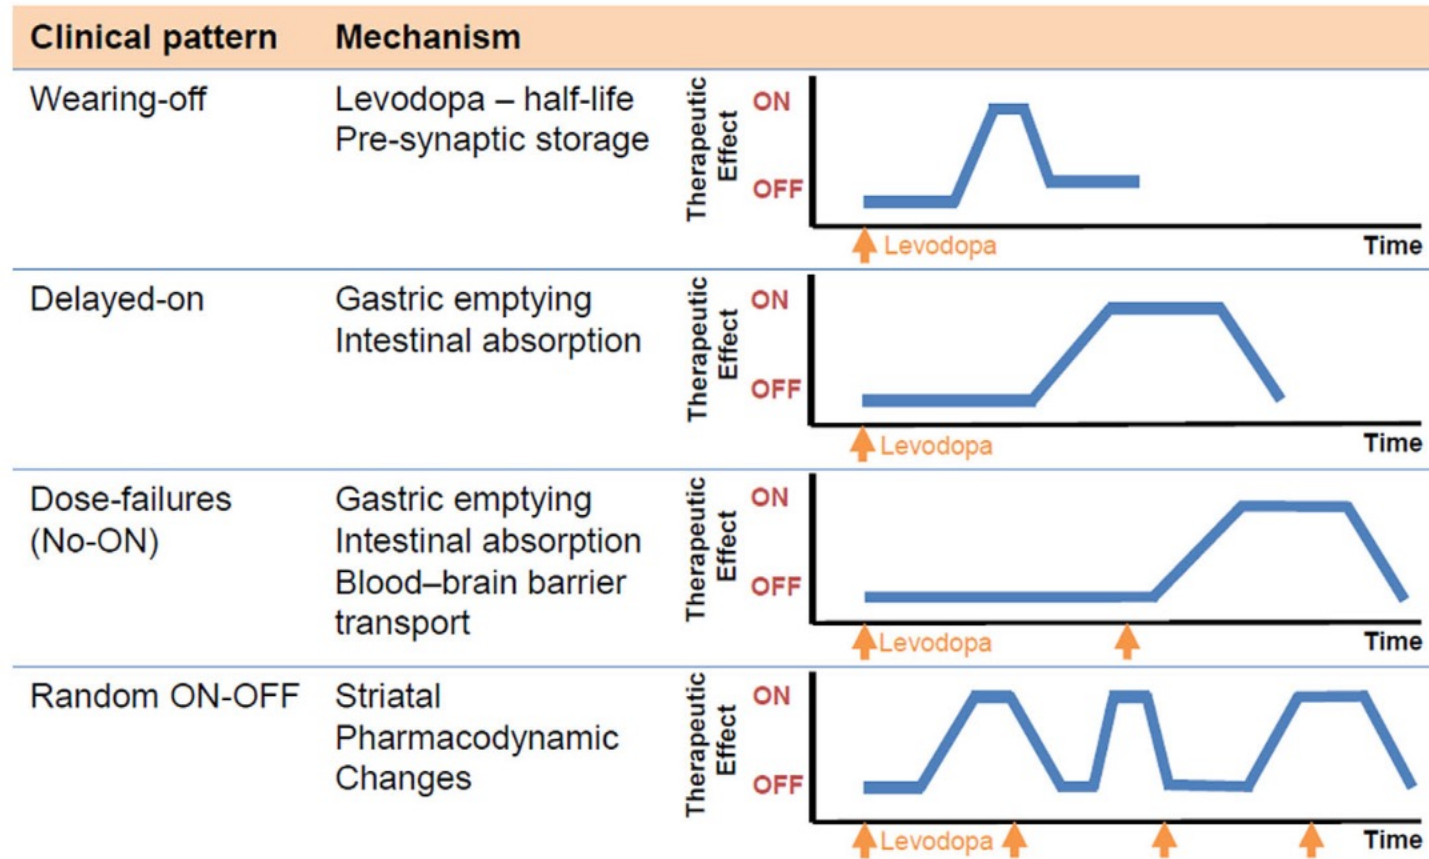 Clinical pattern Mechanism
Wearing-off
Levodopa – half-life
Pre-synaptic storage
Therapeutic
Effect
ON
OFF
Levodopa
Time
Delayed-on
Gastric emptying
Intestinal absorption
Therapeutic
Effect
ON
OFF
Levodopa
Time
Dose-failures
(No-ON)
Gastric emptying
Intestinal absorption
Blood–brain barrier
transport
Therapeutic
Effect
ON
OFF
Levodopa
Time
Random ON-OFF
Striatal
Pharmacodynamic
Changes
Therapeutic
Effect
ON
OFF
Levodopa
Time